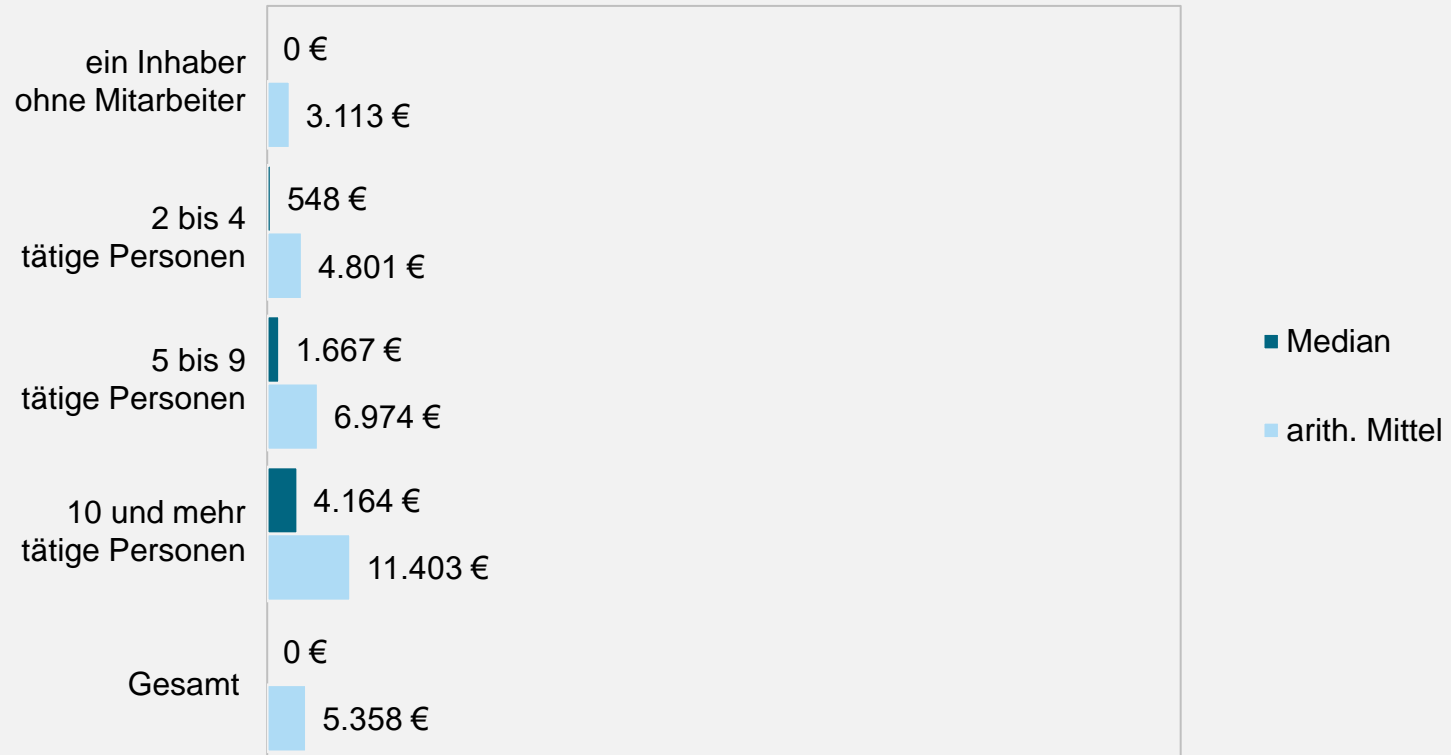 ein Inhaber
ohne Mitarbeiter
0 €
3.113 €
2 bis 4
tätige Personen
548 €
4.801 €
5 bis 9
tätige Personen
1.667 €
6.974 €
10 und mehr
tätige Personen
4.164 €
11.403 €
Gesamt
0 €
5.358 €
Median
arith. Mittel